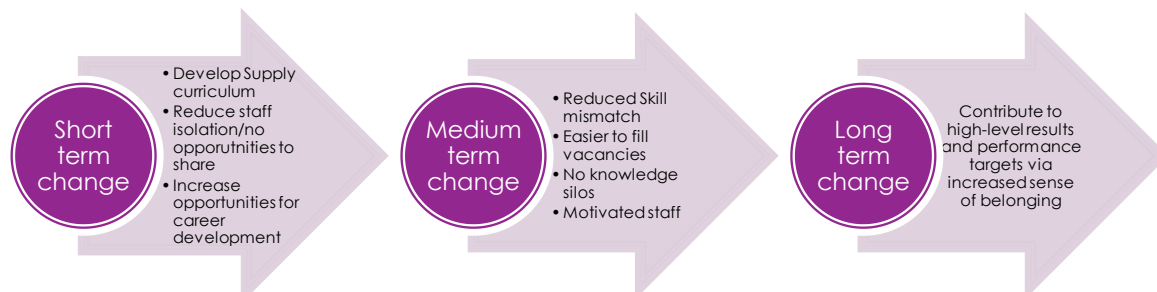 Short
term
change
• Develop Supply
curriculum
• Reduce staff
isolation/no
oporutnities to
share
• Increase
opportunities for
career
development
Medium
term
change
• Reduced Skill
mismatch
• Easier to fill
vacancies
• No knowledge
silos
• Motivated staff
Long
term
change
Contribute to
high-level results
and performance
targets via
increased sense
of belonging